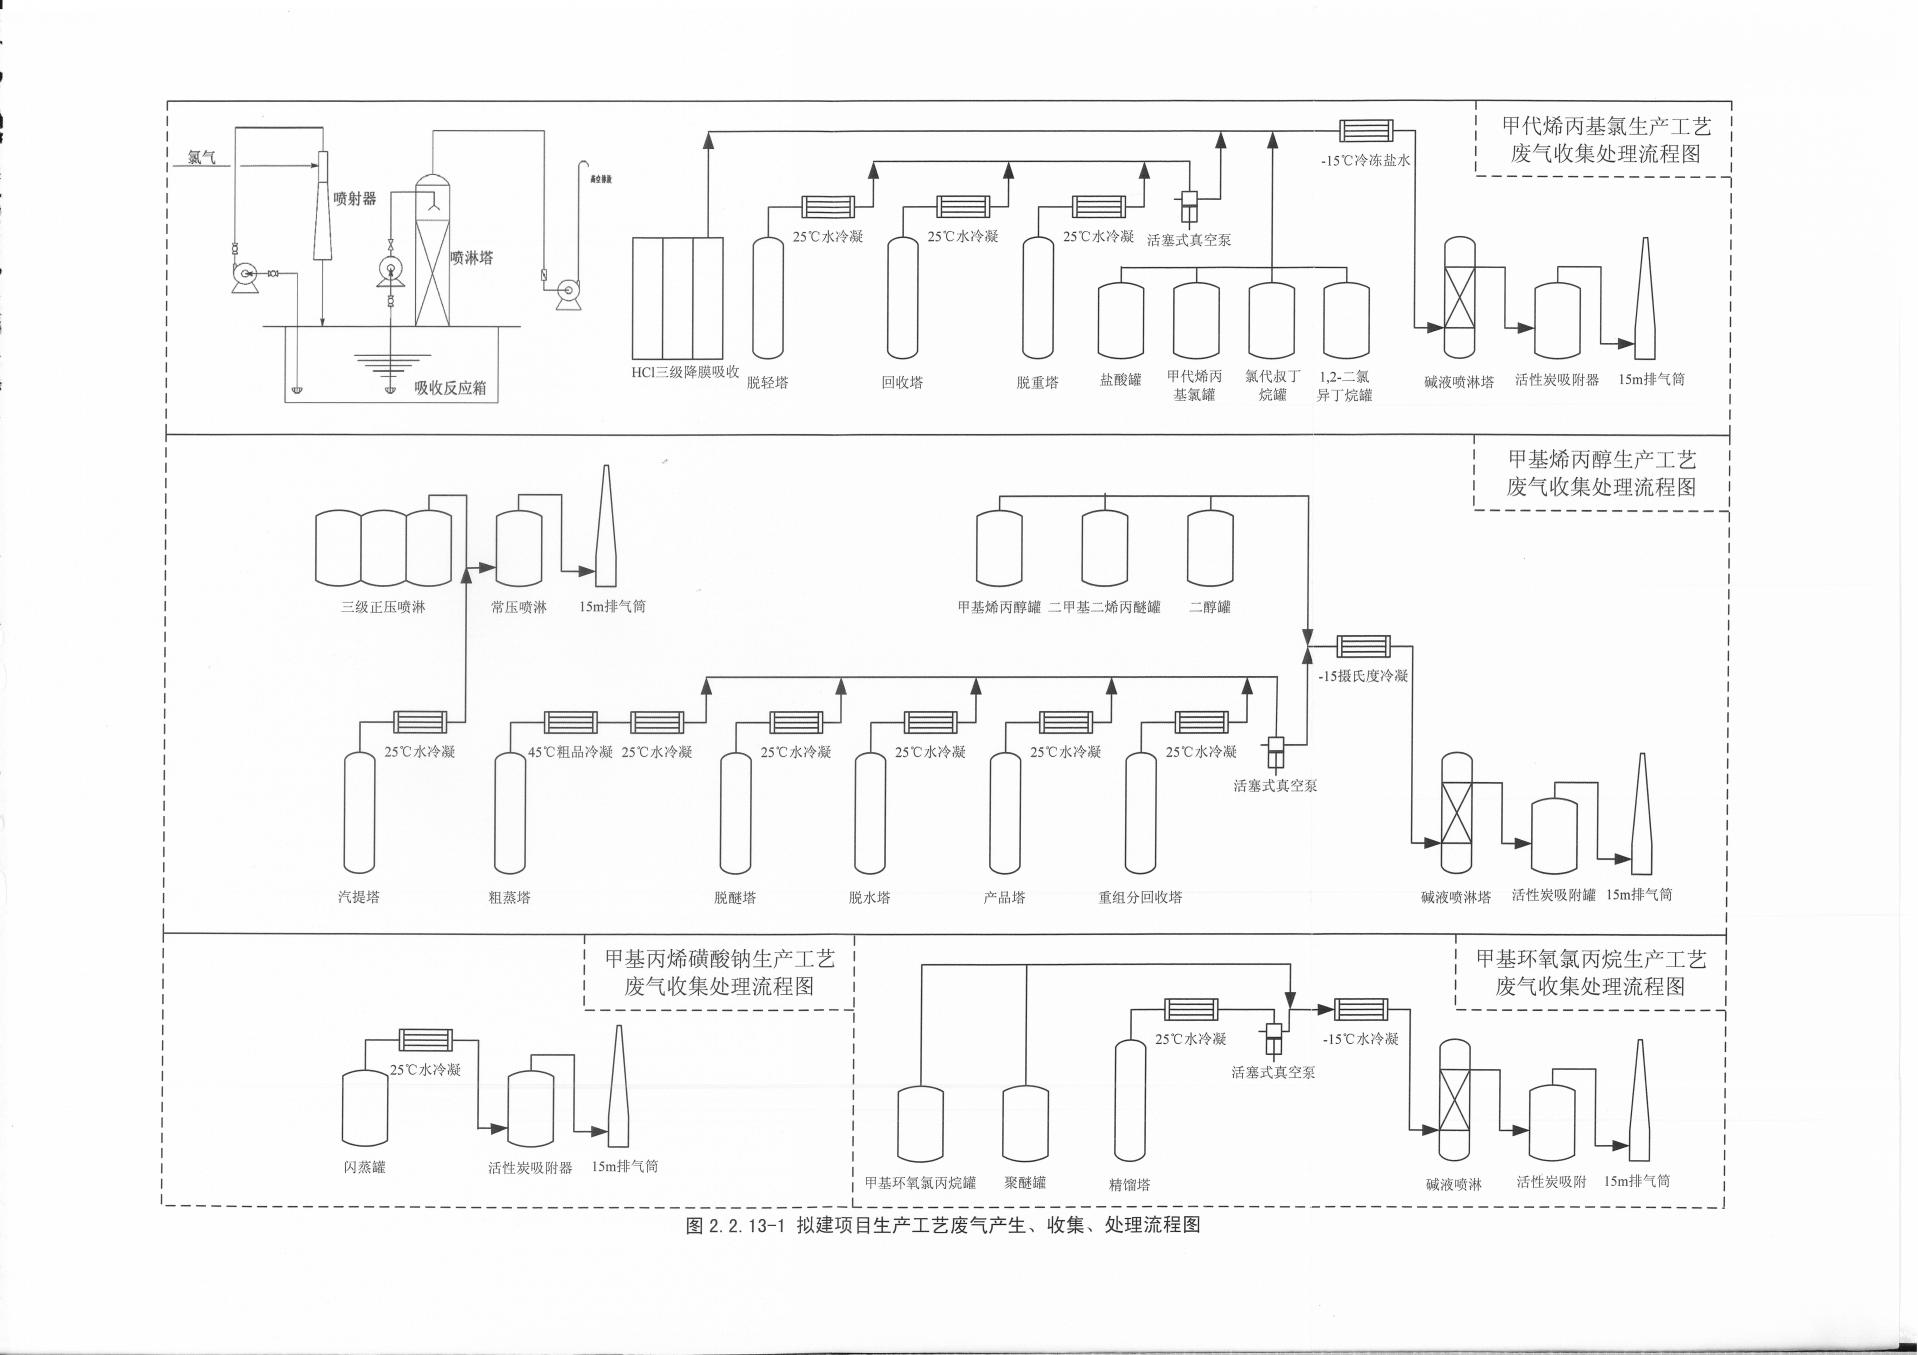 甲代烯丙基氯生产工艺
废气收集处理流程图
氯气
喷射器
喷淋塔
高空排放
吸收反应箱
-15℃冷冻盐水
25℃水冷凝
25℃水冷凝
25℃水冷凝
活塞式真空泵
HCl三级降膜吸收
脱轻塔
回收塔
脱重塔
盐酸罐
甲代烯丙
基氯罐
氯代叔丁
烷罐
1,2-二氯
异丁烷罐
碱液喷淋塔
活性炭吸附器
15m排气筒
甲基烯丙醇生产工艺
废气收集处理流程图
三级正压喷淋
常压喷淋
15m排气筒
甲基烯丙醇罐
二甲基二烯丙醚罐
二醇罐
-15摄氏度冷凝
25℃水冷凝
45℃粗品冷凝
25℃水冷凝
25℃水冷凝
25℃水冷凝
25℃水冷凝
25℃水冷凝
活塞式真空泵
汽提塔
粗蒸塔
脱醚塔
脱水塔
产品塔
重组分回收塔
碱液喷淋塔
活性炭吸附罐
15m排气筒
甲基丙烯磺酸钠生产工艺
废气收集处理流程图
25℃水冷凝
闪蒸罐
活性炭吸附器
15m排气筒
甲基环氧氯丙烷生产工艺
废气收集处理流程图
25℃水冷凝
-15℃水冷凝
活塞式真空泵
甲基环氧氯丙烷罐
聚醚罐
精馏塔
碱液喷淋
活性炭吸附
15m排气筒
图 2.2.13-1 拟建项目生产工艺废气产生、收集、处理流程图